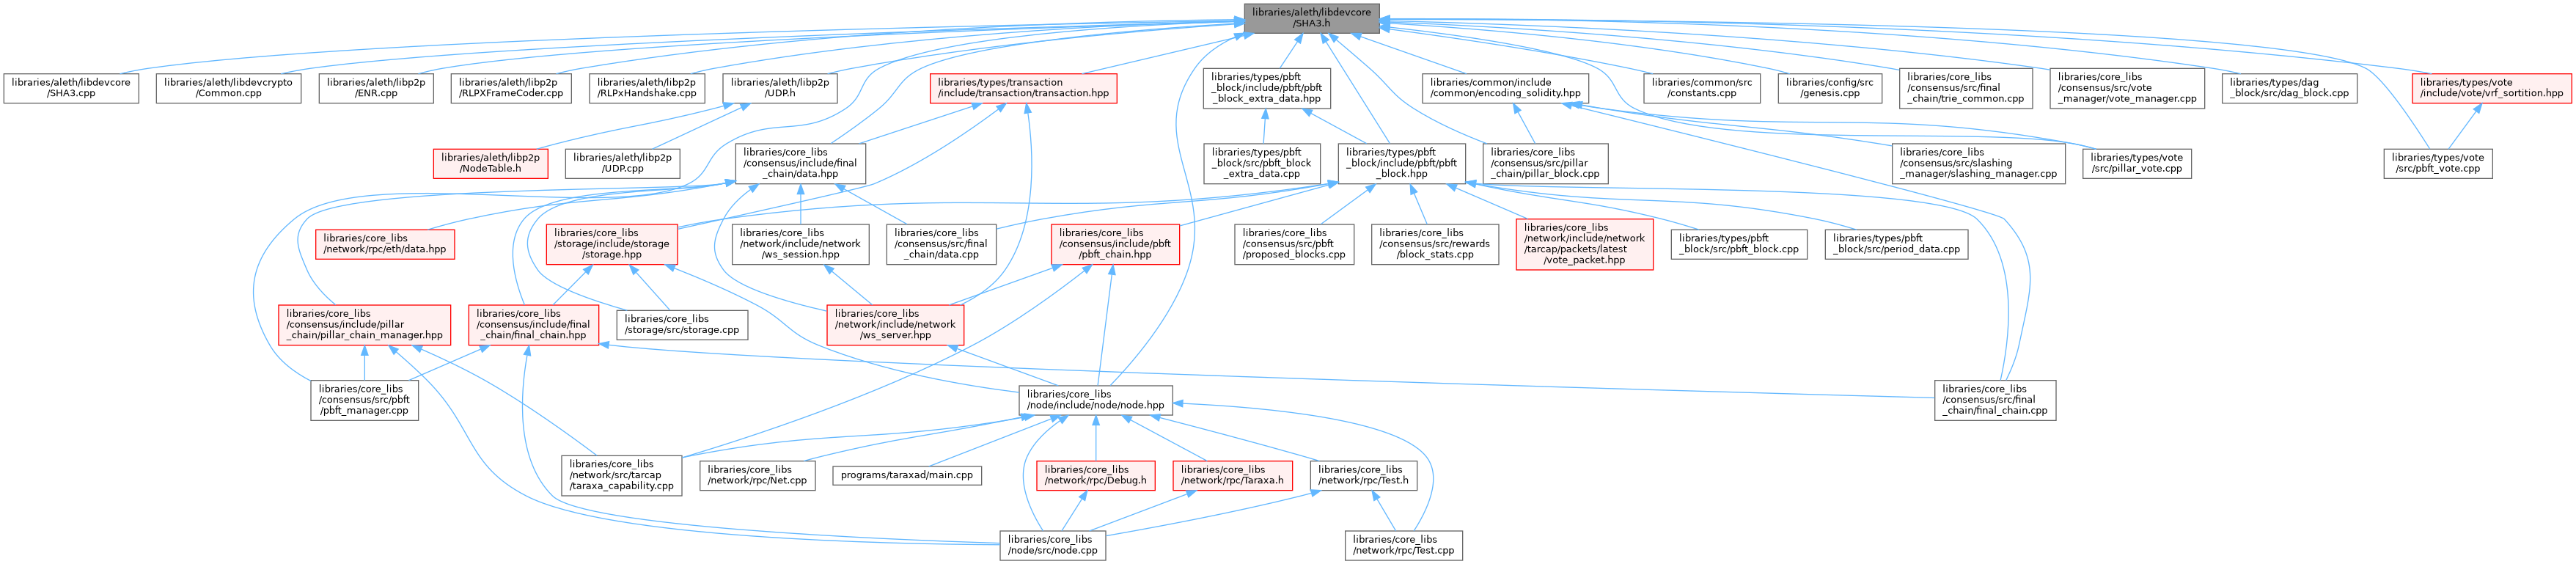 libraries/aleth/libdevcore
/SHA3.h
libraries/aleth/libdevcore
/SHA3.cpp
libraries/aleth/libdevcrypto
/Common.cpp
libraries/aleth/libp2p
/ENR.cpp
libraries/aleth/libp2p
/RLPXFrameCoder.cpp
libraries/aleth/libp2p
/RLPxHandshake.cpp
libraries/aleth/libp2p
/UDP.h
libraries/types/transaction
/include/transaction/transaction.hpp
libraries/types/pbft
_block/include/pbft/pbft
_block_extra_data.hpp
libraries/common/include
/common/encoding_solidity.hpp
libraries/common/src
/constants.cpp
libraries/config/src
/genesis.cpp
libraries/core_libs
/consensus/src/final
_chain/trie_common.cpp
libraries/core_libs
/consensus/src/vote
_manager/vote_manager.cpp
libraries/types/dag
_block/src/dag_block.cpp
libraries/types/vote
/include/vote/vrf_sortition.hpp
libraries/aleth/libp2p
/NodeTable.h
libraries/aleth/libp2p
/UDP.cpp
libraries/core_libs
/consensus/include/final
_chain/data.hpp
libraries/types/pbft
_block/src/pbft_block
_extra_data.cpp
libraries/types/pbft
_block/include/pbft/pbft
_block.hpp
libraries/core_libs
/consensus/src/pillar
_chain/pillar_block.cpp
libraries/core_libs
/consensus/src/slashing
_manager/slashing_manager.cpp
libraries/types/vote
/src/pillar_vote.cpp
libraries/types/vote
/src/pbft_vote.cpp
libraries/core_libs
/network/rpc/eth/data.hpp
libraries/core_libs
/storage/include/storage
/storage.hpp
libraries/core_libs
/network/include/network
/ws_session.hpp
libraries/core_libs
/consensus/src/final
_chain/data.cpp
libraries/core_libs
/consensus/include/pbft
/pbft_chain.hpp
libraries/core_libs
/consensus/src/pbft
/proposed_blocks.cpp
libraries/core_libs
/consensus/src/rewards
/block_stats.cpp
libraries/core_libs
/network/include/network
/tarcap/packets/latest
/vote_packet.hpp
libraries/types/pbft
_block/src/pbft_block.cpp
libraries/types/pbft
_block/src/period_data.cpp
libraries/core_libs
/consensus/include/pillar
_chain/pillar_chain_manager.hpp
libraries/core_libs
/consensus/include/final
_chain/final_chain.hpp
libraries/core_libs
/storage/src/storage.cpp
libraries/core_libs
/network/include/network
/ws_server.hpp
libraries/core_libs
/consensus/src/pbft
/pbft_manager.cpp
libraries/core_libs
/node/include/node/node.hpp
libraries/core_libs
/consensus/src/final
_chain/final_chain.cpp
libraries/core_libs
/network/src/tarcap
/taraxa_capability.cpp
libraries/core_libs
/network/rpc/Net.cpp
programs/taraxad/main.cpp
libraries/core_libs
/network/rpc/Debug.h
libraries/core_libs
/network/rpc/Taraxa.h
libraries/core_libs
/network/rpc/Test.h
libraries/core_libs
/node/src/node.cpp
libraries/core_libs
/network/rpc/Test.cpp